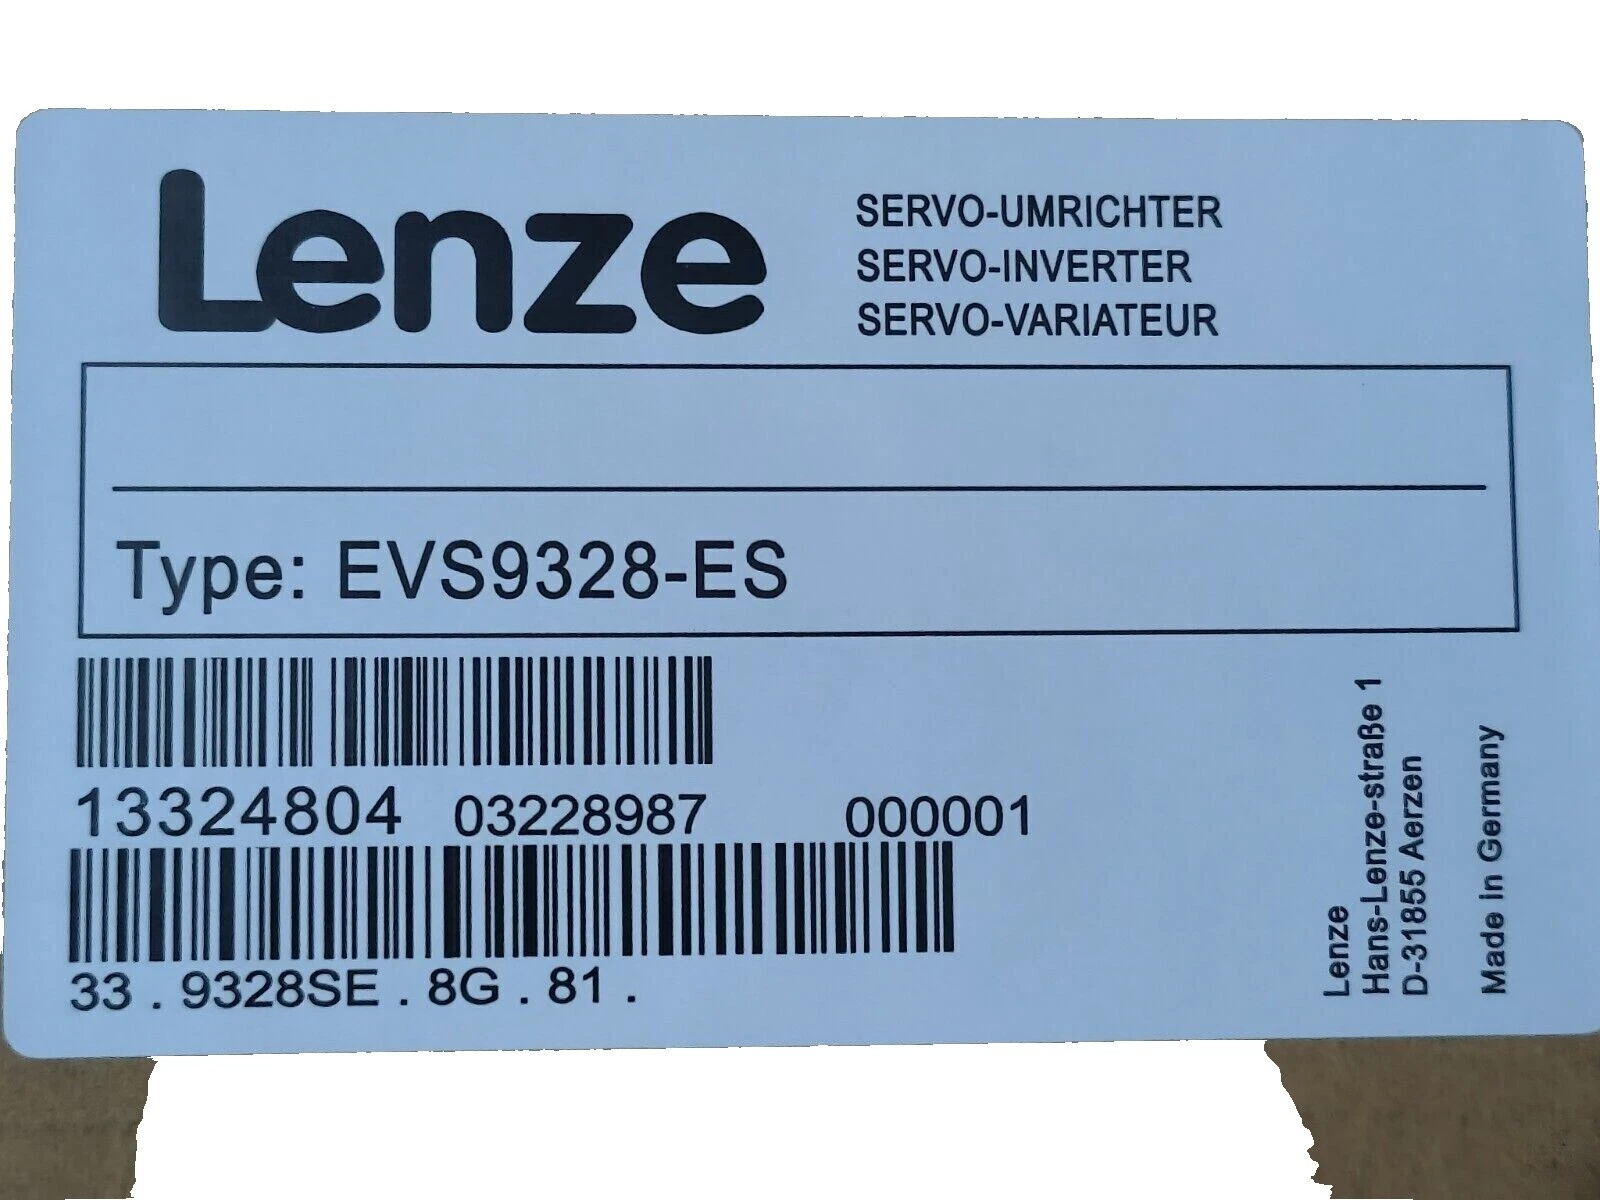 Lenze
SERVO-UMRICHTER
SERVO-INVERTER
SERVO-VARIATEUR
Type: EVS9328-ES
13324804 03228987 000001
33 . 9328SE . 8G . 81 .
Lenze
Hans-Lenze-straße 1
D-31855 Aerzen
Made in Germany